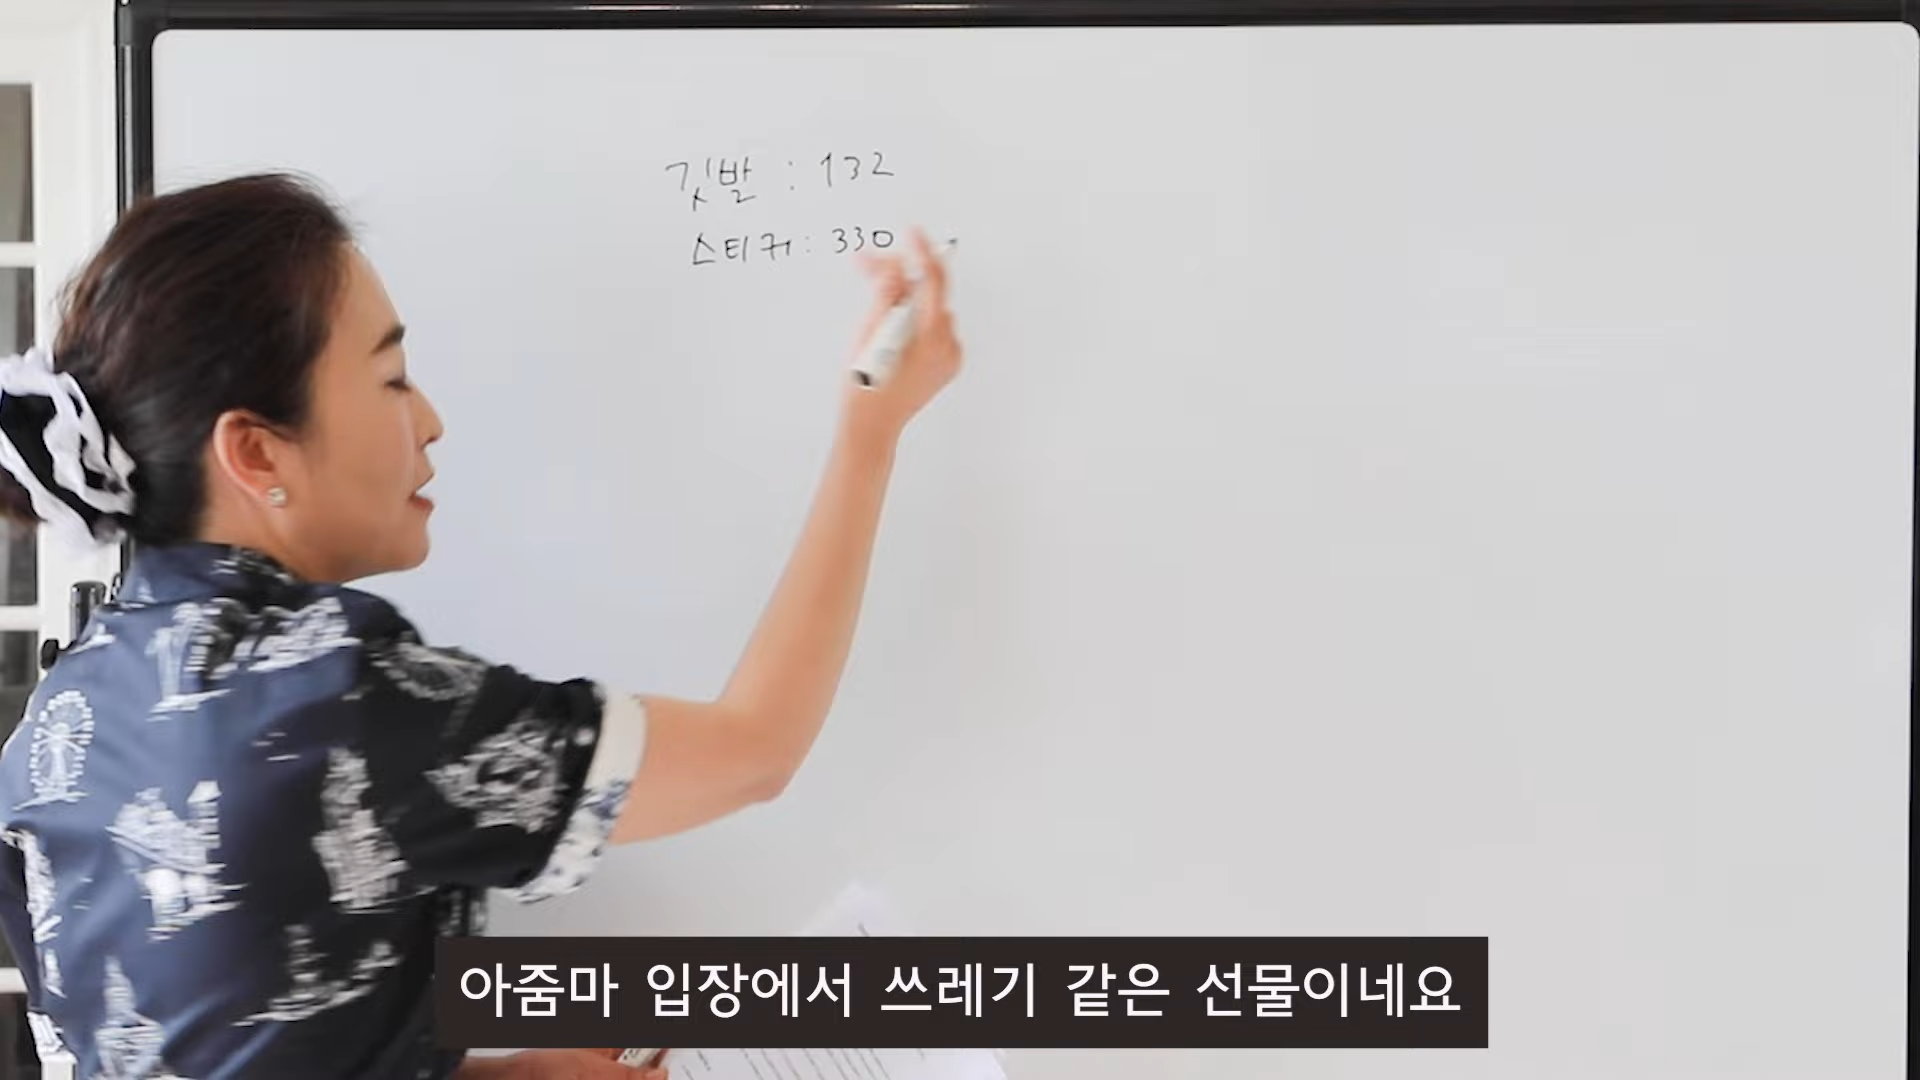 깃발 : 132
스티커 : 330
아줌마 입장에서 쓰레기 같은 선물이네요